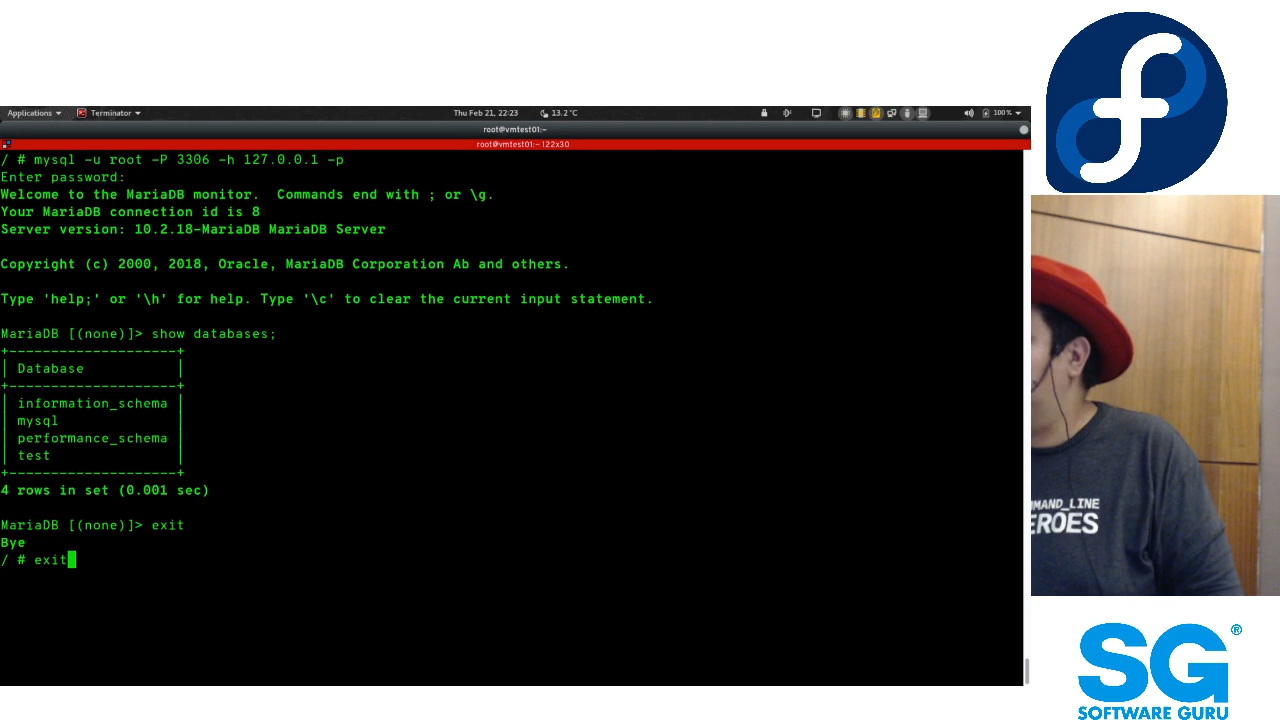 Applications
Terminator
Thu Feb 21, 22:23
13.2°C
100%
root@vmtest01:~
root@vmtest01:~ 122x30
/ # mysql -u root -P 3306 -h 127.0.0.1 -p
Enter password:
Welcome to the MariaDB monitor.  Commands end with ; or \g.
Your MariaDB connection id is 8
Server version: 10.2.18-MariaDB MariaDB Server
Copyright (c) 2000, 2018, Oracle, MariaDB Corporation Ab and others.
Type 'help;' or '\h' for help. Type '\c' to clear the current input statement.
MariaDB [(none)]> show databases;
+--------------------+
| Database           |
+--------------------+
| information_schema |
| mysql              |
| performance_schema |
| test               |
+--------------------+
4 rows in set (0.001 sec)
MariaDB [(none)]> exit
Bye
/ # exit
MMAND_LINE
EROES
SG®
SOFTWARE GURU